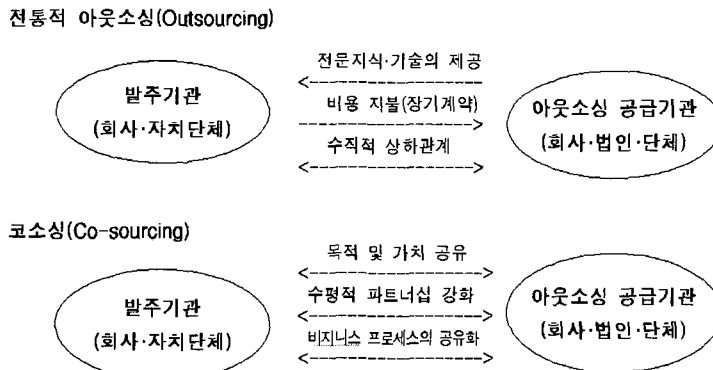 전통적 아웃소싱(Outsourcing)
전문지식·기술의 제공
발주기관
(회사·자치단체)
비용 지불(장기계약)
수직적 상하관계
아웃소싱 공급기관
(회사·법인·단체)
코소싱(Co-sourcing)
목적 및 가치 공유
발주기관
(회사·자치단체)
수평적 파트너십 강화
비지니스 프로세스의 공유화
아웃소싱 공급기관
(회사·법인·단체)